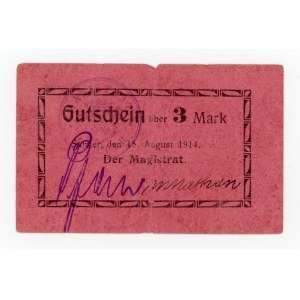 Gutschein über 3 Mark
den 15. August 1914.
Der Magistrat.